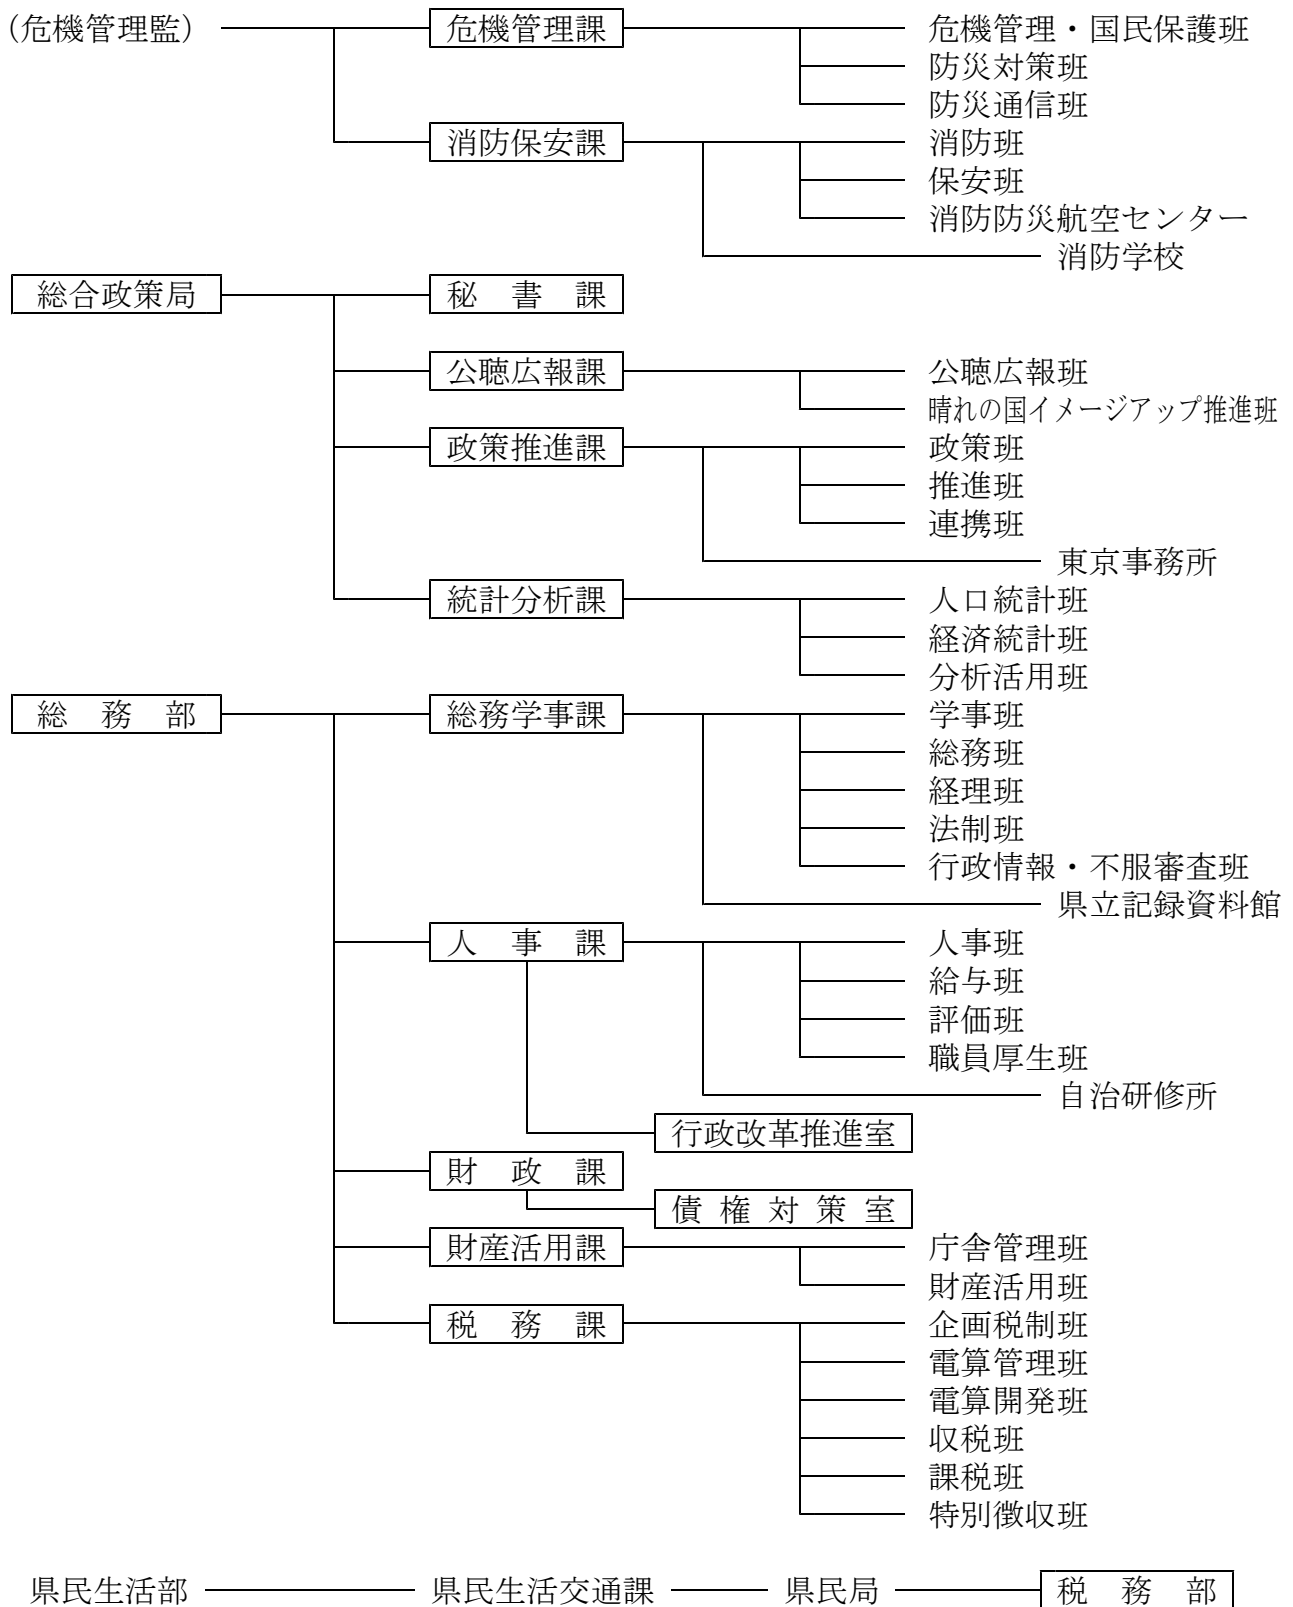 （危機管理監） 危機管理課 危機管理・国民保護班
防災対策班
防災通信班
消防保安課 消防班
保安班
消防防災航空センター
消防学校
総合政策局 秘書課
公聴広報課 公聴広報班
晴れの国イメージアップ推進班
政策推進課 政策班
推進班
連携班
東京事務所
統計分析課 人口統計班
経済統計班
分析活用班
総務部 総務学事課 学事班
総務班
経理班
法制班
行政情報・不服審査班
県立記録資料館
人事課 人事班
給与班
評価班
職員厚生班
自治研修所
行政改革推進室
財政課
債権対策室
財産活用課 庁舎管理班
財産活用班
税務課 企画税制班
電算管理班
電算開発班
収税班
課税班
特別徴収班
県民生活部 県民生活交通課 県民局 税務部